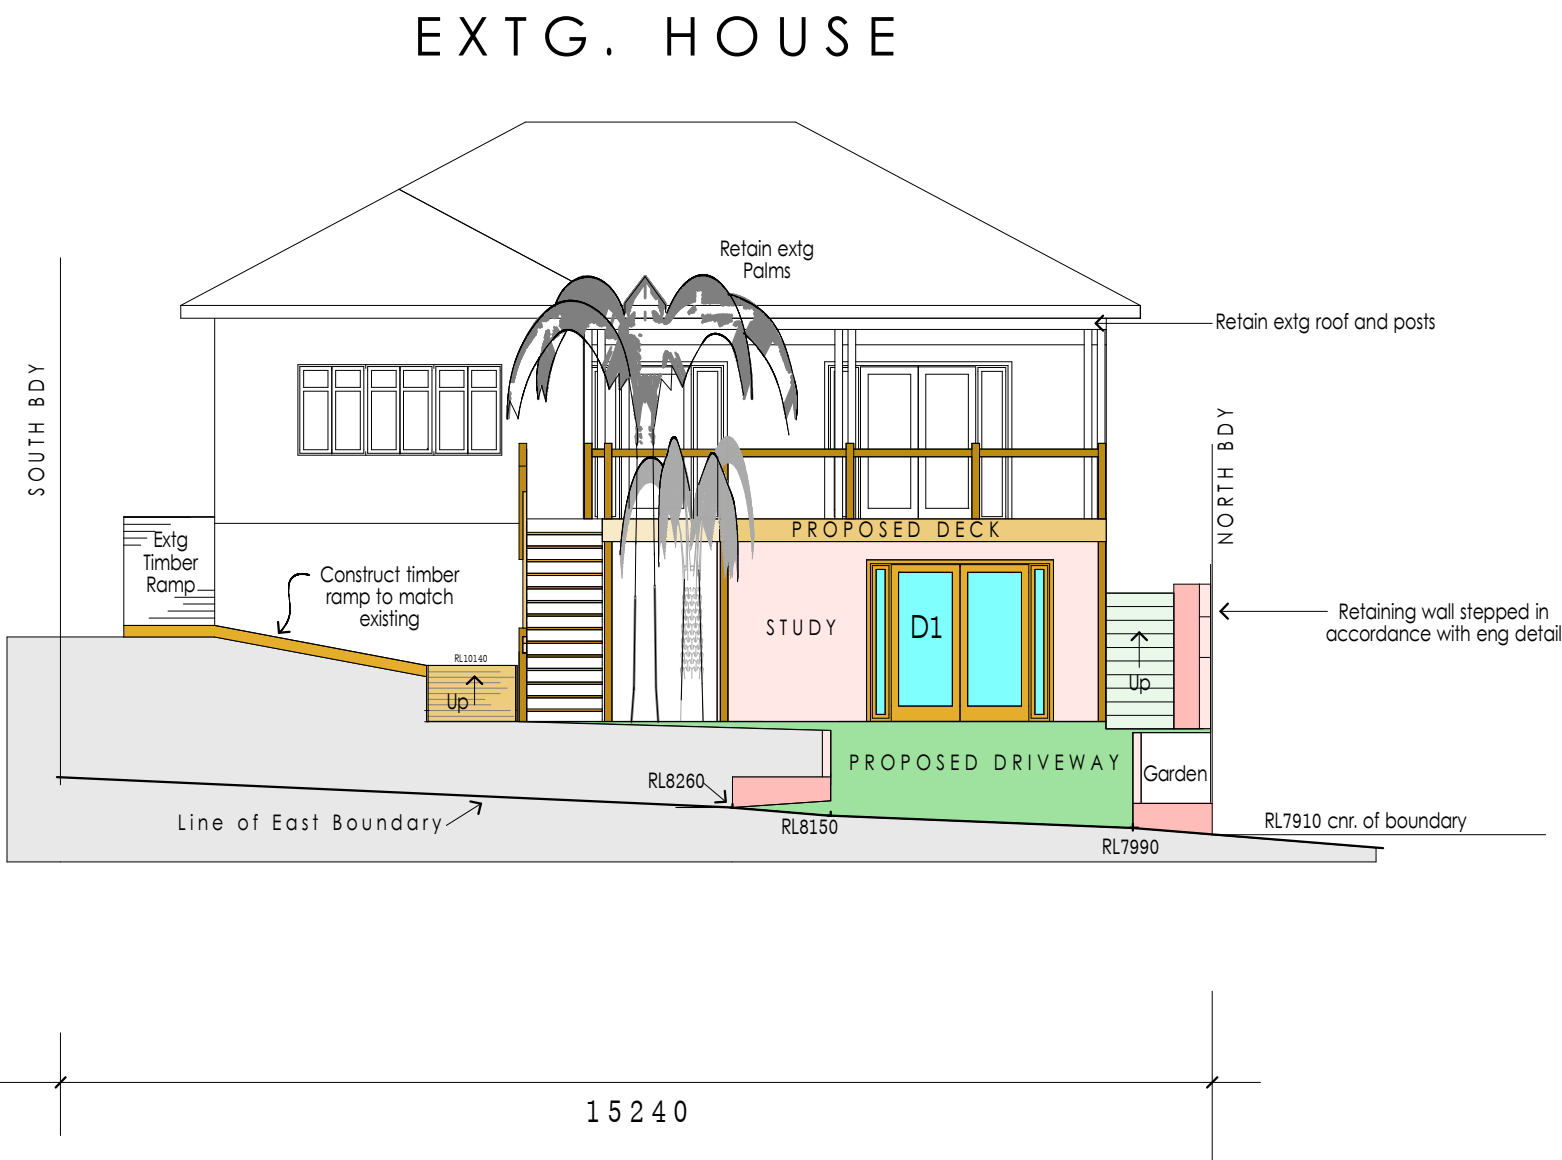 EXTG. HOUSE
Retain extg
Palms
Retain extg roof and posts
SOUTH BDY
NORTH BDY
PROPOSED DECK
Extg
Timber
Ramp
Construct timber
ramp to match
existing
STUDY
D1
Retaining wall stepped in
accordance with eng detail
RL10140
Up
Up
PROPOSED DRIVEWAY
Garden
RL8260
Line of East Boundary
RL8150
RL7910 cnr. of boundary
RL7990
15240